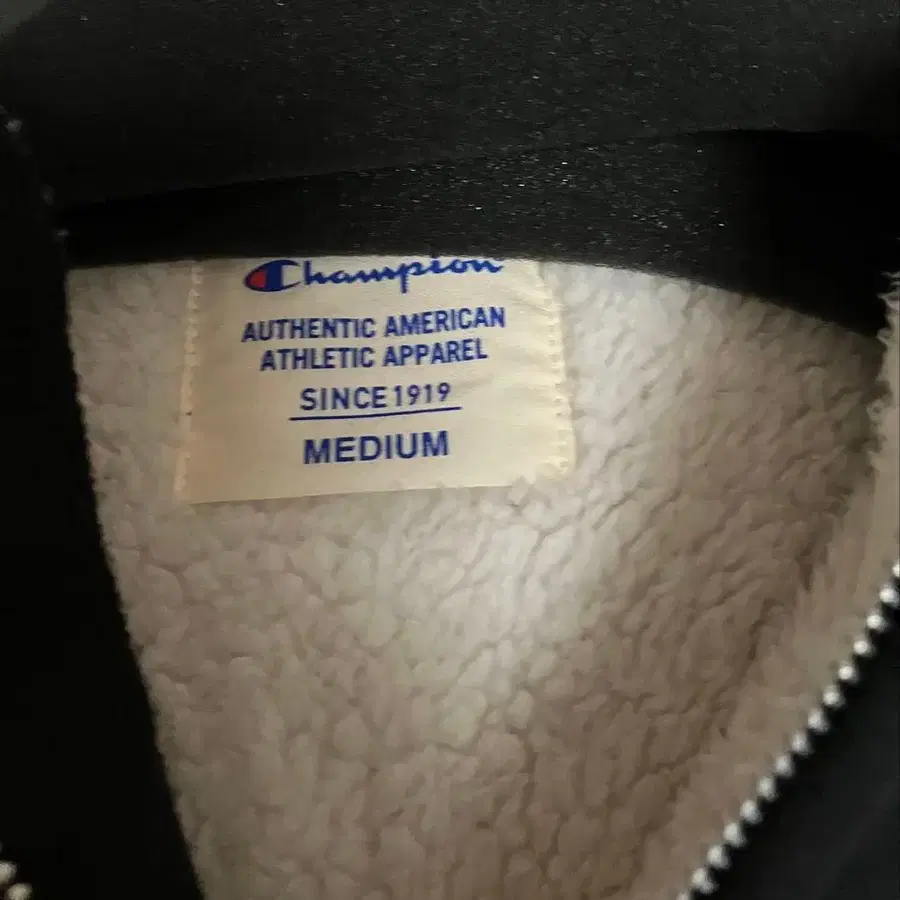 Champion
AUTHENTIC AMERICAN
ATHLETIC APPAREL
SINCE 1919
MEDIUM